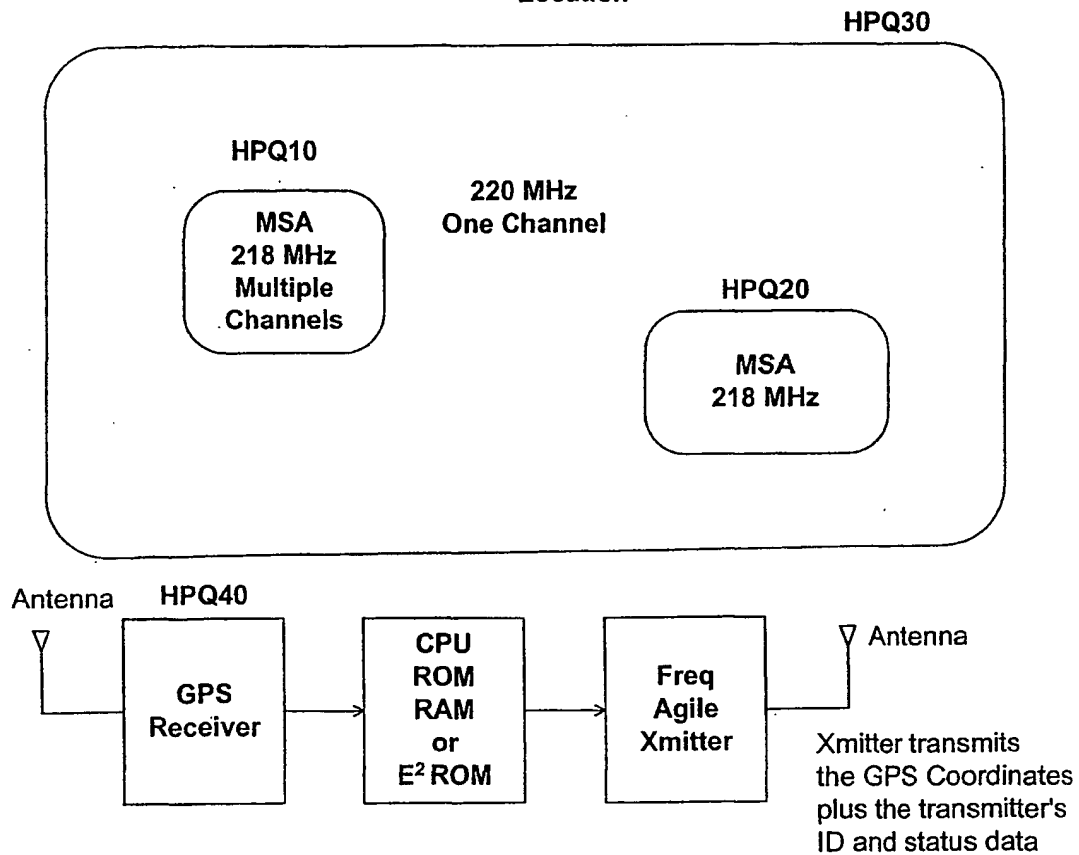 HPQ30
HPQ10
220 MHz
One Channel
MSA
218 MHz
Multiple
Channels
HPQ20
MSA
218 MHz
Antenna
HPQ40
GPS
Receiver
CPU
ROM
RAM
or
E² ROM
Freq
Agile
Xmitter
Antenna
Xmitter transmits
the GPS Coordinates
plus the transmitter's
ID and status data